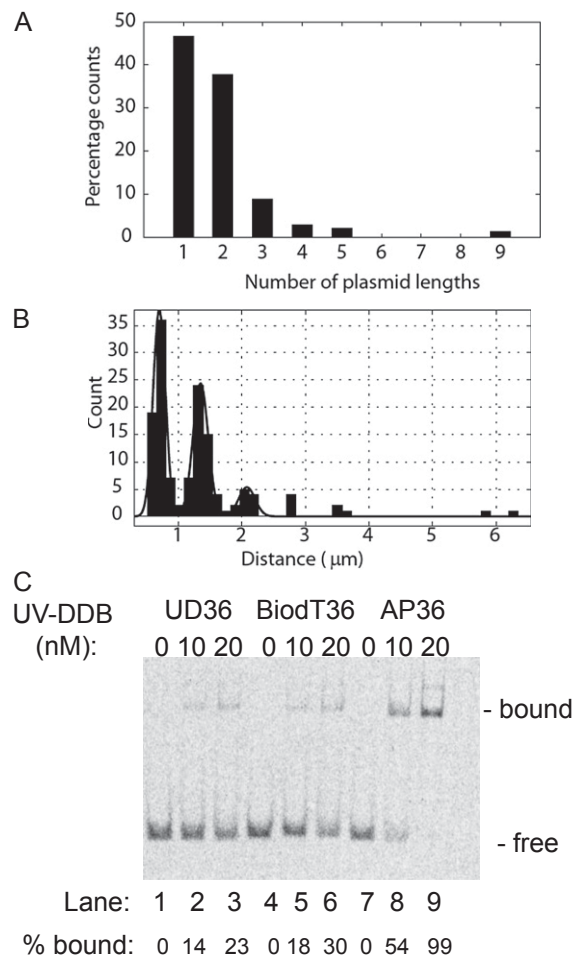 A
50
40
30
20
10
0
Percentage counts
1 2 3 4 5 6 7 8 9
Number of plasmid lengths
B
35
30
25
20
15
10
5
0
Count
1 2 3 4 5 6
Distance ( μm)
C
UV-DDB UD36 BiodT36 AP36
(nM): 0 10 20 0 10 20 0 10 20
- bound
- free
Lane: 1 2 3 4 5 6 7 8 9
% bound: 0 14 23 0 18 30 0 54 99